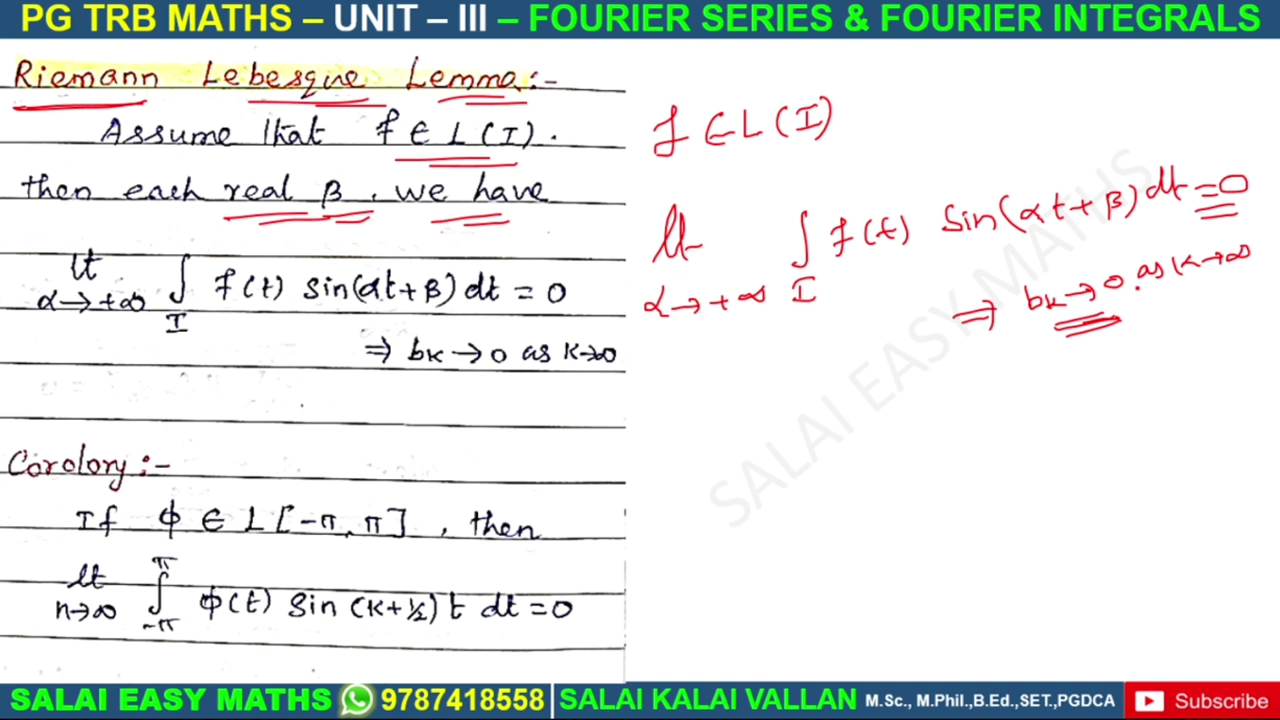 PG TRB MATHS – UNIT – III – FOURIER SERIES & FOURIER INTEGRALS
Riemann Lebesque Lemma:-
Assume that f ∈ L(I).
then each real β, we have
lt α→+∞ ∫_I f(t) sin(αt+β) dt = 0
⇒ bk → 0 as k→∞
Corolory:-
If φ ∈ L[-π, π], then
lt n→∞ ∫_-π^π φ(t) sin (k+½) t dt = 0
f ∈ L(I)
lt α→+∞ ∫_I f(t) sin(αt+β) dt = 0
⇒ bk → 0. as k→∞
SALAI EASY MATHS
SALAI EASY MATHS 9787418558 SALAI KALAI VALLAN M.Sc., M.Phil.,B.Ed.,SET.,PGDCA Subscribe